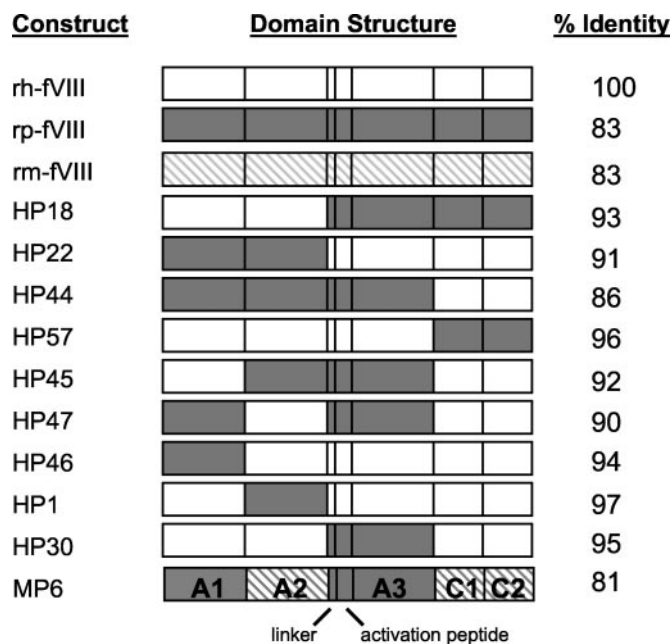 Construct Domain Structure % Identity
rh-fVIII 100
rp-fVIII 83
rm-fVIII 83
HP18 93
HP22 91
HP44 86
HP57 96
HP45 92
HP47 90
HP46 94
HP1 97
HP30 95
MP6 A1 A2 A3 C1 C2 81
linker activation peptide